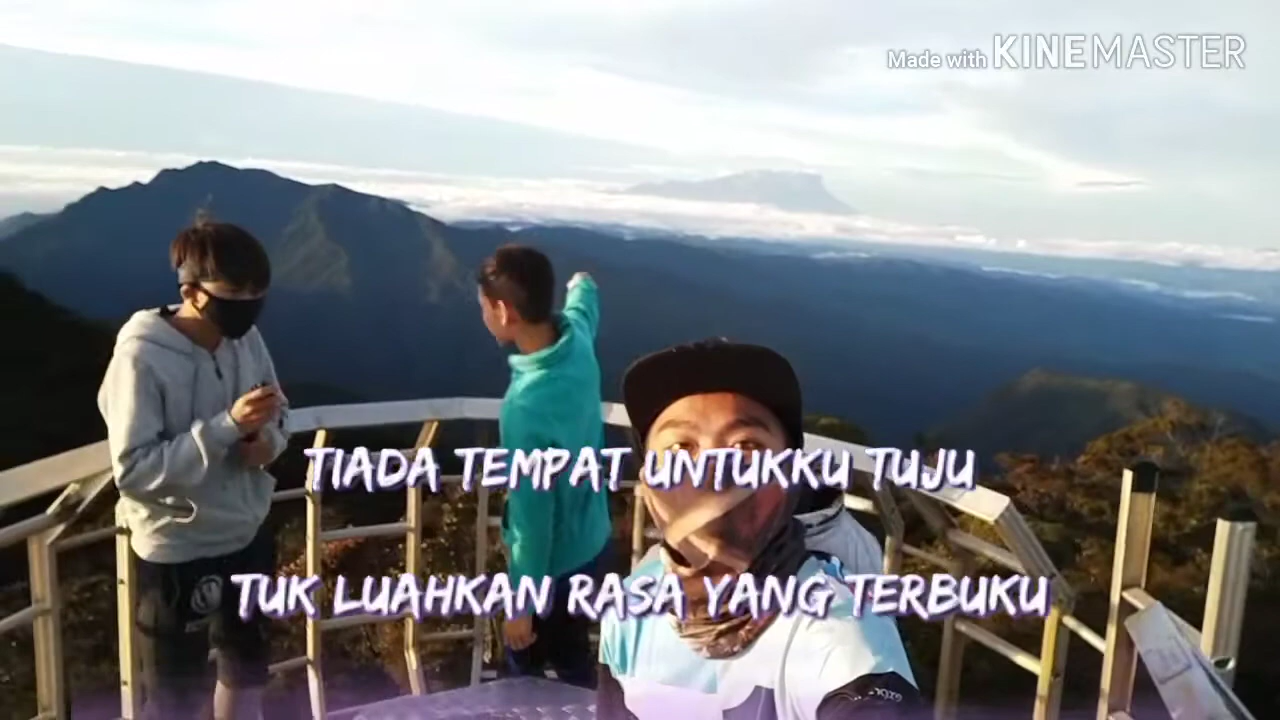 Made with KINEMASTER
TIADA TEMPAT UNTUKKU TUJU
TUK LUAHKAN RASA YANG TERBUKU